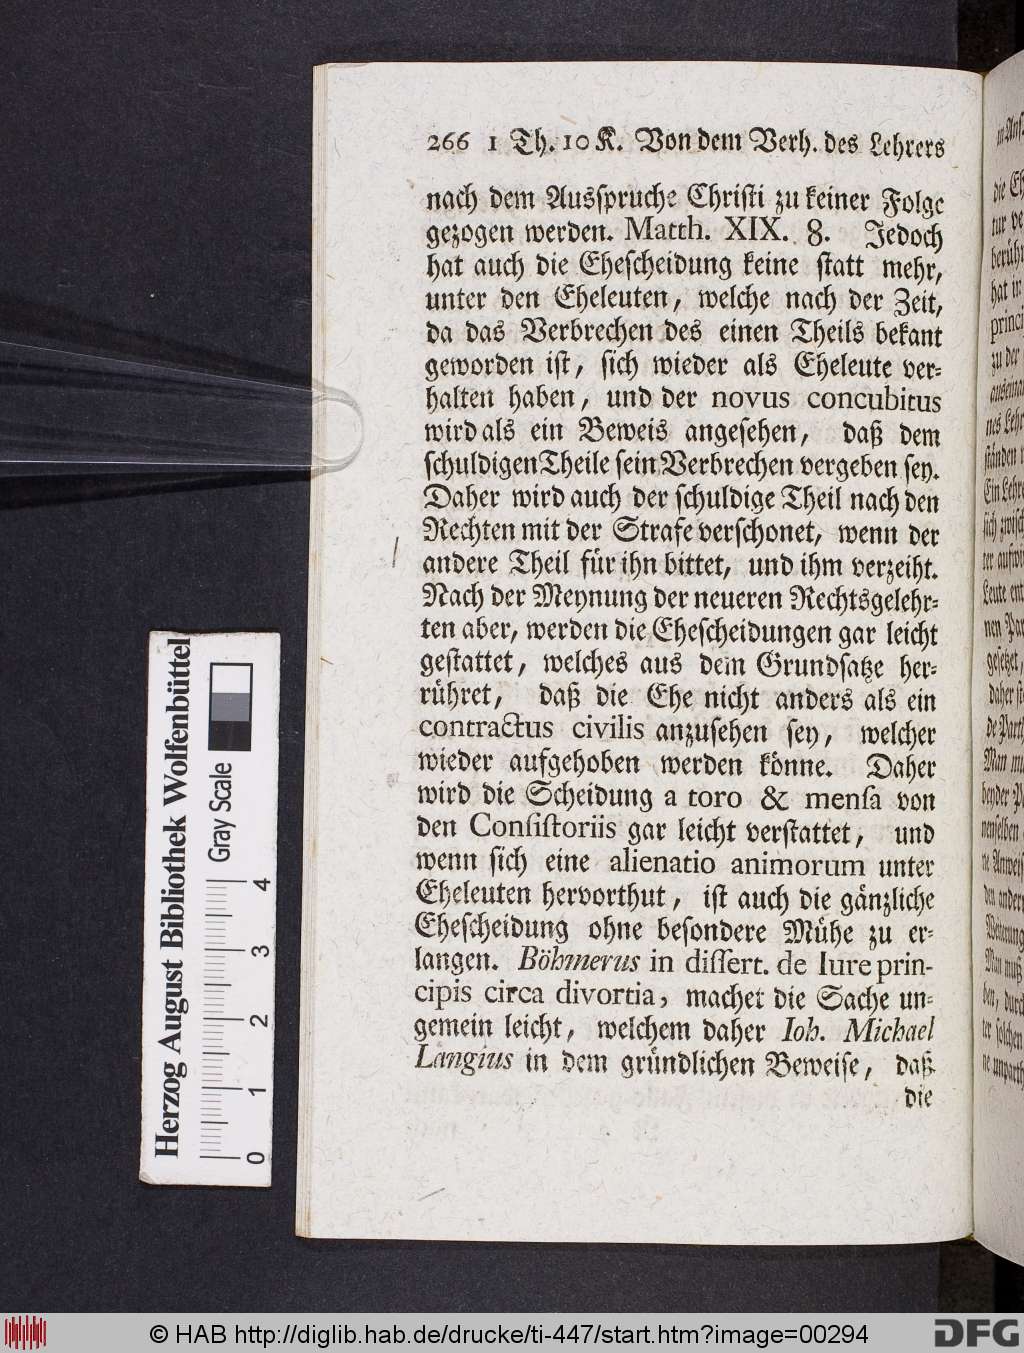 266 1 Th. 10 K. Von dem Verh. des Lehrers
nach dem Ausspruche Christi zu keiner Folge
gezogen werden. Matth. XIX. 8. Jedoch
hat auch die Ehescheidung keine statt mehr,
unter den Eheleuten, welche nach der Zeit,
da das Verbrechen des einen Theils bekant
geworden ist, sich wieder als Eheleute ver-
halten haben, und der novus concubitus
wird als ein Beweis angesehen, daß dem
schuldigen Theile sein Verbrechen vergeben sey.
Daher wird auch der schuldige Theil nach den
Rechten mit der Strafe verschonet, wenn der
andere Theil für ihn bittet, und ihm verzeiht.
Nach der Meynung der neueren Rechtsgelehr-
ten aber, werden die Ehescheidungen gar leicht
gestattet, welches aus dem Grundsatze her-
rühret, daß die Ehe nicht anders als ein
contractus civilis anzusehen sey, welcher
wieder aufgehoben werden könne. Daher
wird die Scheidung a toro & mensa von
den Consistoriis gar leicht verstattet, und
wenn sich eine alienatio animorum unter
Eheleuten hervorthut, ist auch die gänzliche
Ehescheidung ohne besondere Mühe zu er-
langen. Böhmerus in dissert. de Iure prin-
cipis circa divortia, machet die Sache un-
gemein leicht, welchem daher Ioh. Michael
Langius in dem gründlichen Beweise, daß
die
Herzog August Bibliothek Wolfenbüttel
Gray Scale
0 1 2 3 4
© HAB http://diglib.hab.de/drucke/ti-447/start.htm?image=00294
DFG